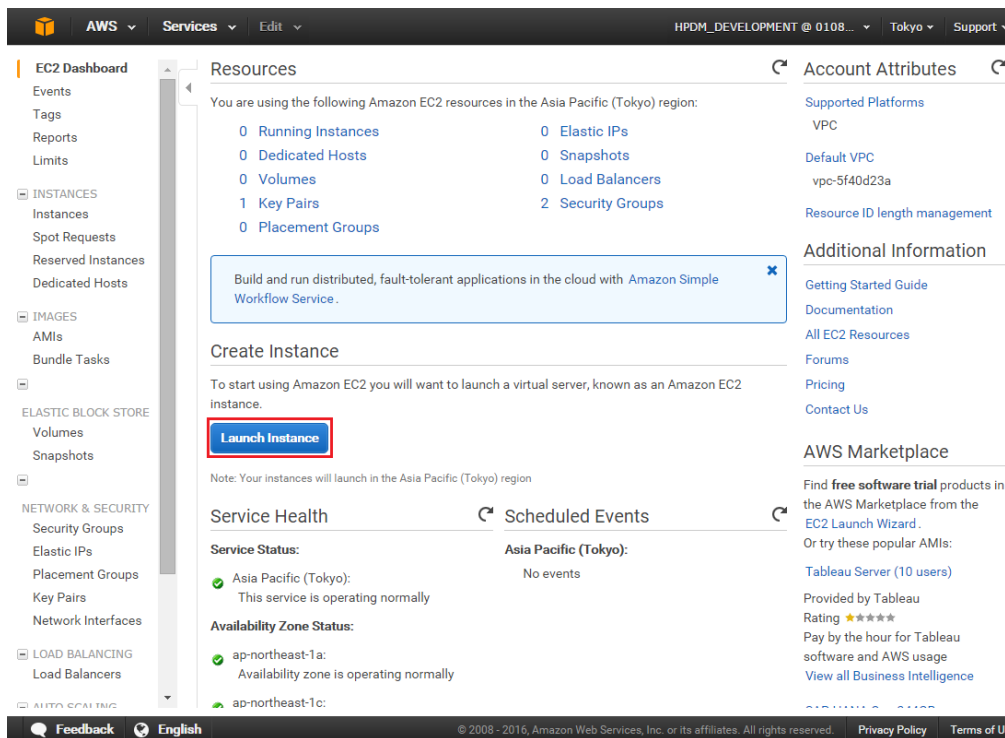 AWS Services Edit HPDM_DEVELOPMENT @ 0108... Tokyo Support
EC2 Dashboard
Events
Tags
Reports
Limits
INSTANCES
Instances
Spot Requests
Reserved Instances
Dedicated Hosts
IMAGES
AMIs
Bundle Tasks
ELASTIC BLOCK STORE
Volumes
Snapshots
NETWORK & SECURITY
Security Groups
Elastic IPs
Placement Groups
Key Pairs
Network Interfaces
LOAD BALANCING
Load Balancers
AUTO SCALING
Resources
You are using the following Amazon EC2 resources in the Asia Pacific (Tokyo) region:
0 Running Instances
0 Elastic IPs
0 Dedicated Hosts
0 Snapshots
0 Volumes
0 Load Balancers
1 Key Pairs
2 Security Groups
0 Placement Groups
Build and run distributed, fault-tolerant applications in the cloud with Amazon Simple
Workflow Service.
Create Instance
To start using Amazon EC2 you will want to launch a virtual server, known as an Amazon EC2
instance.
Launch Instance
Note: Your instances will launch in the Asia Pacific (Tokyo) region
Service Health
Service Status:
Asia Pacific (Tokyo):
This service is operating normally
Availability Zone Status:
ap-northeast-1a:
Availability zone is operating normally
ap-northeast-1c:
Scheduled Events
Asia Pacific (Tokyo):
No events
Account Attributes
Supported Platforms
VPC
Default VPC
vpc-5f40d23a
Resource ID length management
Additional Information
Getting Started Guide
Documentation
All EC2 Resources
Forums
Pricing
Contact Us
AWS Marketplace
Find free software trial products in
the AWS Marketplace from the
EC2 Launch Wizard.
Or try these popular AMIs:
Tableau Server (10 users)
Provided by Tableau
Rating
Pay by the hour for Tableau
software and AWS usage
View all Business Intelligence
Feedback English © 2008 - 2016, Amazon Web Services, Inc. or its affiliates. All rights reserved. Privacy Policy Terms of U